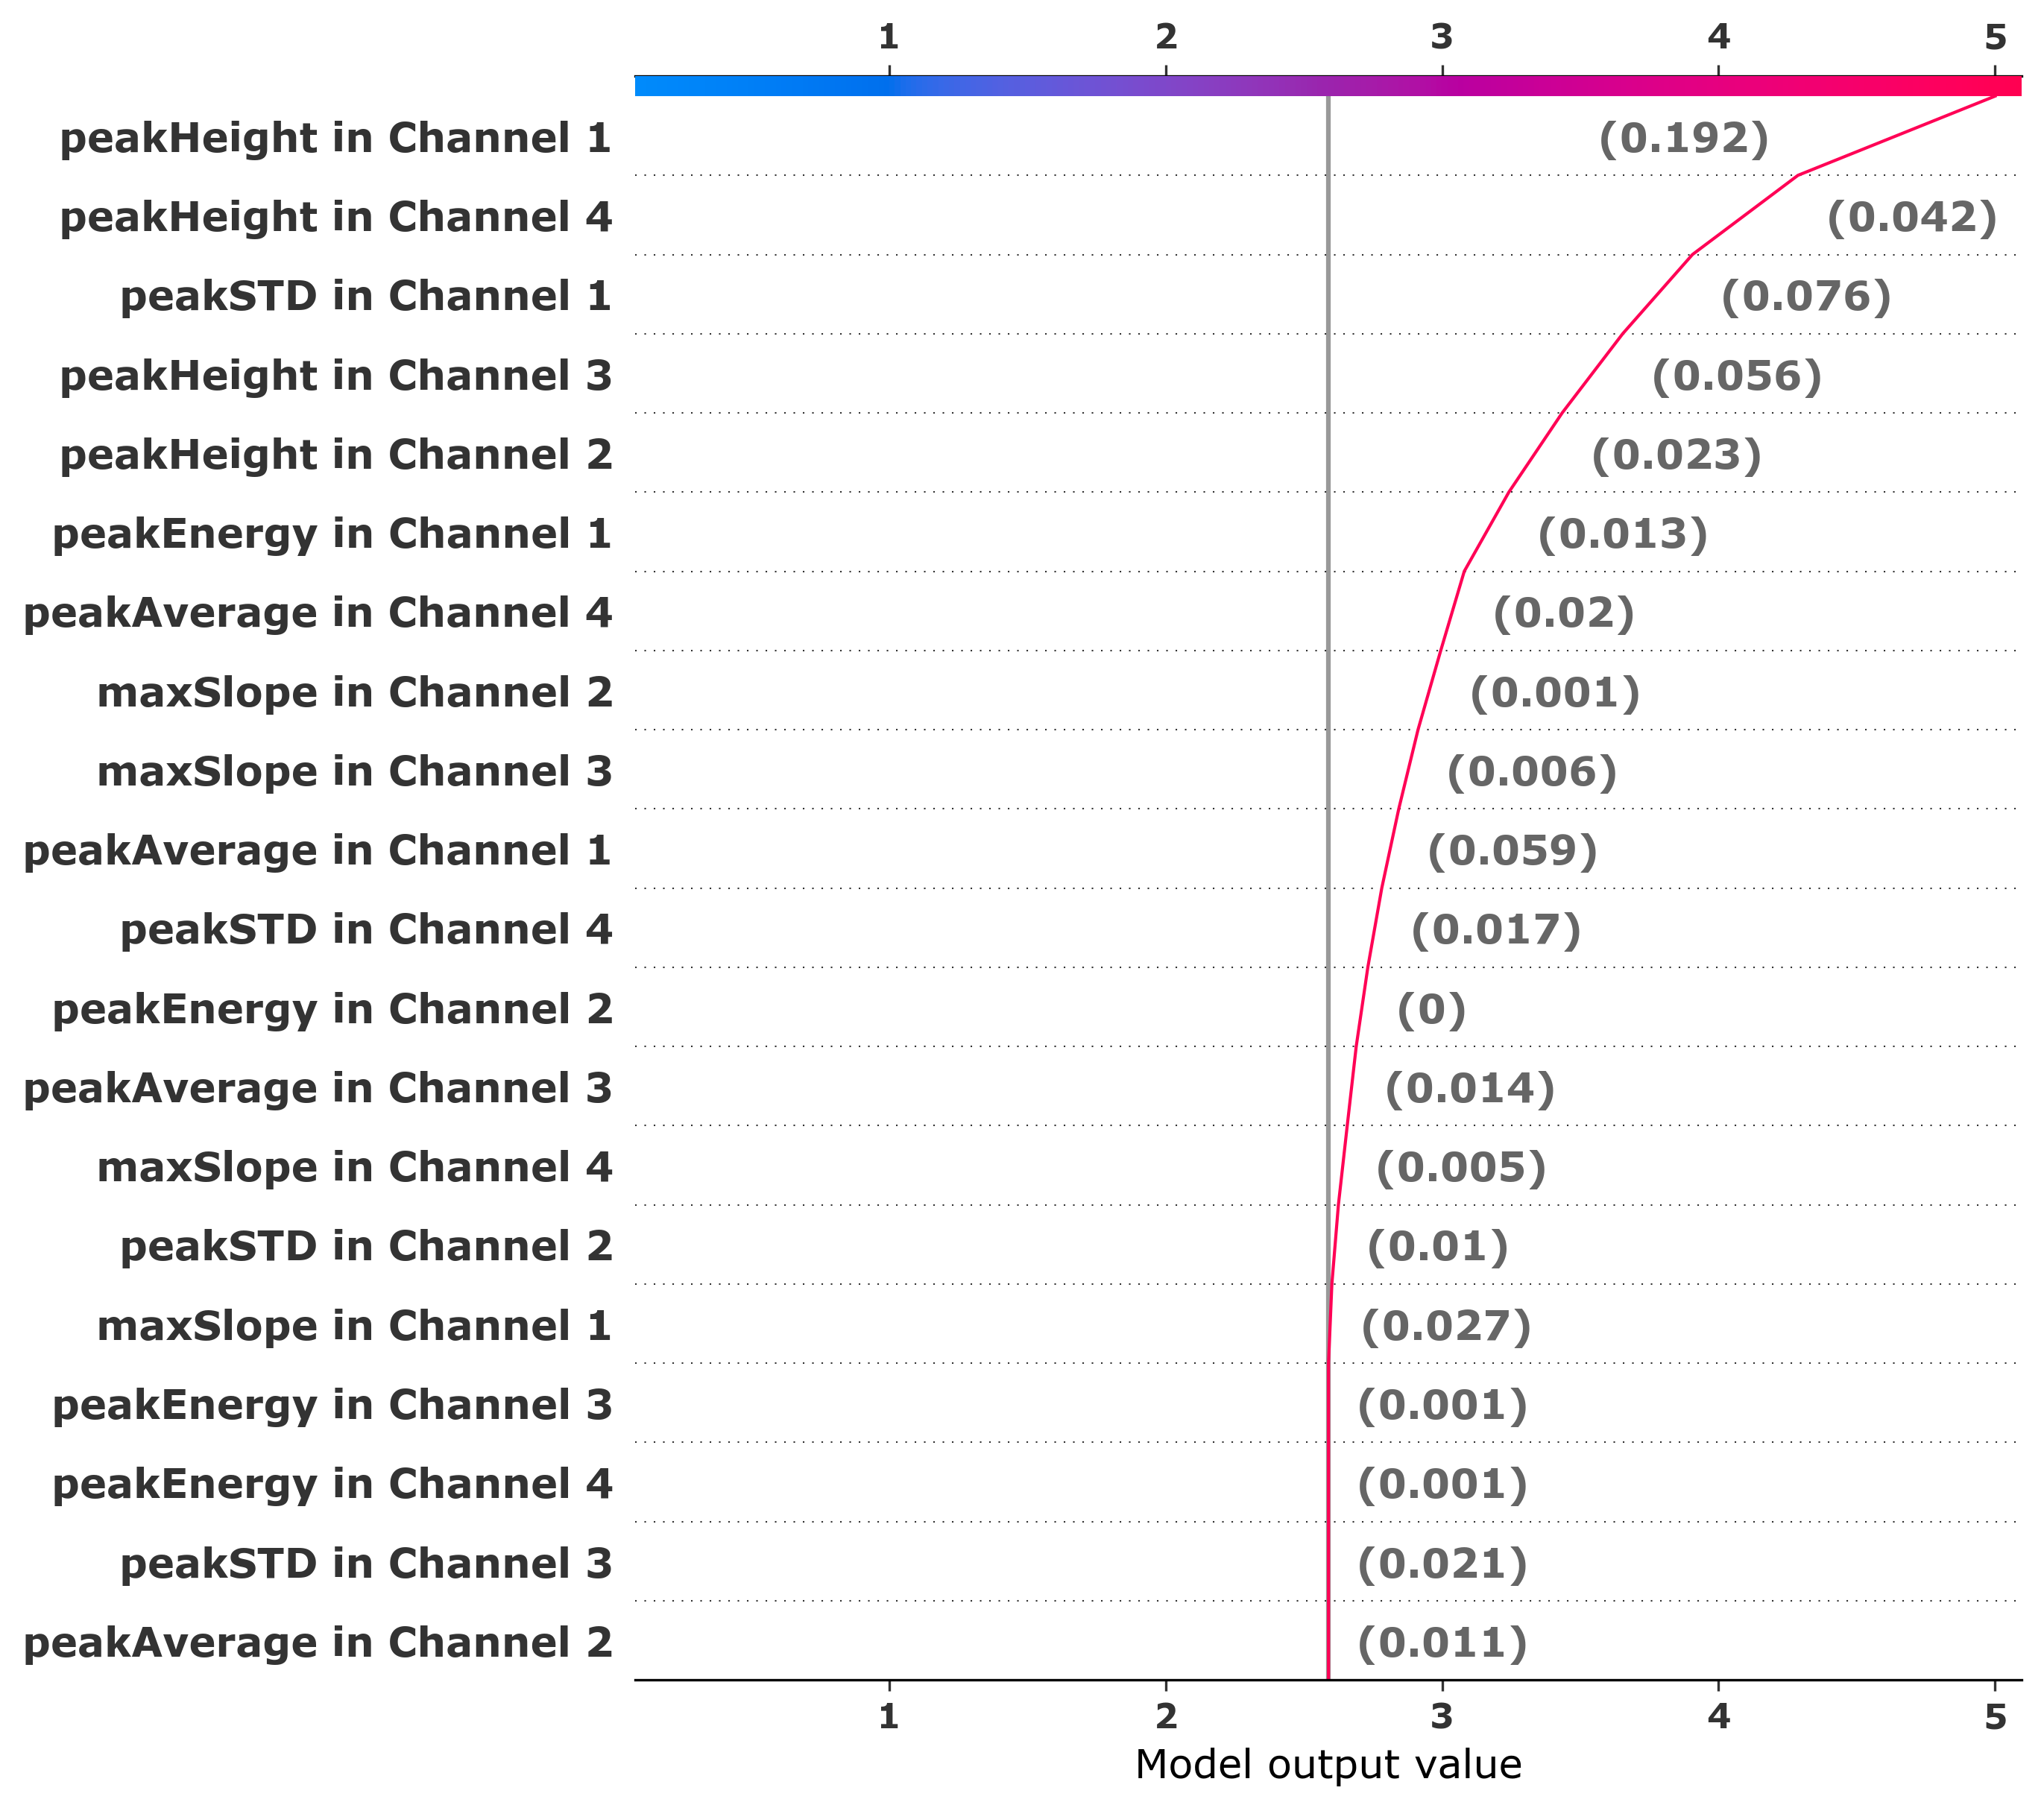 1 2 3 4 5
peakHeight in Channel 1 (0.192)
peakHeight in Channel 4 (0.042)
peakSTD in Channel 1 (0.076)
peakHeight in Channel 3 (0.056)
peakHeight in Channel 2 (0.023)
peakEnergy in Channel 1 (0.013)
peakAverage in Channel 4 (0.02)
maxSlope in Channel 2 (0.001)
maxSlope in Channel 3 (0.006)
peakAverage in Channel 1 (0.059)
peakSTD in Channel 4 (0.017)
peakEnergy in Channel 2 (0)
peakAverage in Channel 3 (0.014)
maxSlope in Channel 4 (0.005)
peakSTD in Channel 2 (0.01)
maxSlope in Channel 1 (0.027)
peakEnergy in Channel 3 (0.001)
peakEnergy in Channel 4 (0.001)
peakSTD in Channel 3 (0.021)
peakAverage in Channel 2 (0.011)
1 2 3 4 5
Model output value